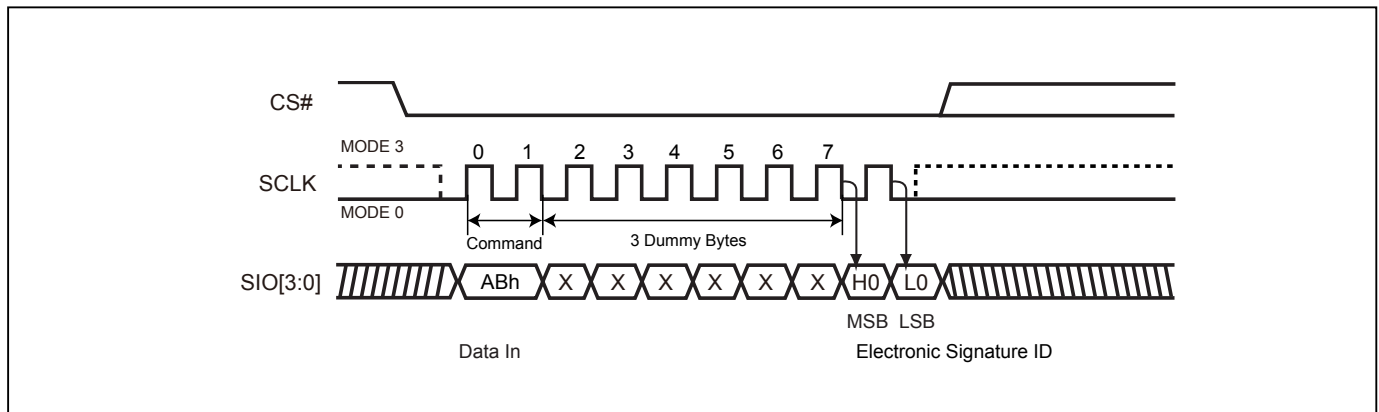 CS#
MODE 3
0 1 2 3 4 5 6 7
SCLK
MODE 0
Command 3 Dummy Bytes
SIO[3:0] ABh X X X X X X H0 L0
MSB LSB
Data In Electronic Signature ID